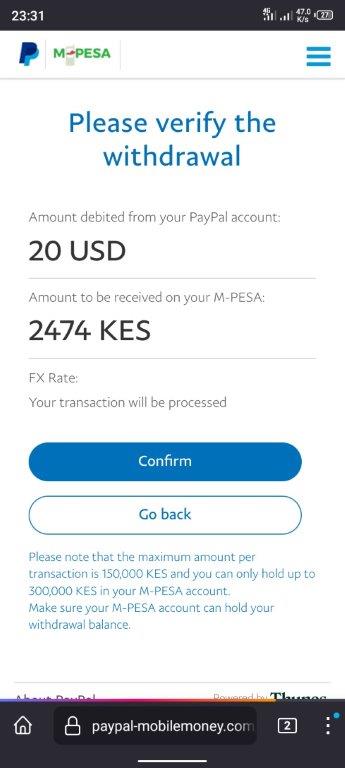 23:31
4G
47.0
K/s
27
M-PESA
Please verify the
withdrawal
Amount debited from your PayPal account:
20 USD
Amount to be received on your M-PESA:
2474 KES
FX Rate:
Your transaction will be processed
Confirm
Go back
Please note that the maximum amount per
transaction is 150,000 KES and you can only hold up to
300,000 KES in your M-PESA account.
Make sure your M-PESA account can hold your
withdrawal balance.
About PayPal
Powered by Thunes
paypal-mobilemoney.com
2